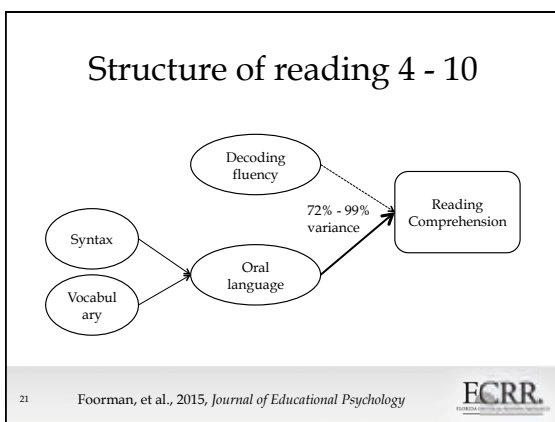 Structure of reading 4 - 10
Decoding
fluency
72% - 99%
variance
Reading
Comprehension
Syntax
Oral
language
Vocabul
ary
21
Foorman, et al., 2015, Journal of Educational Psychology
FCRR.